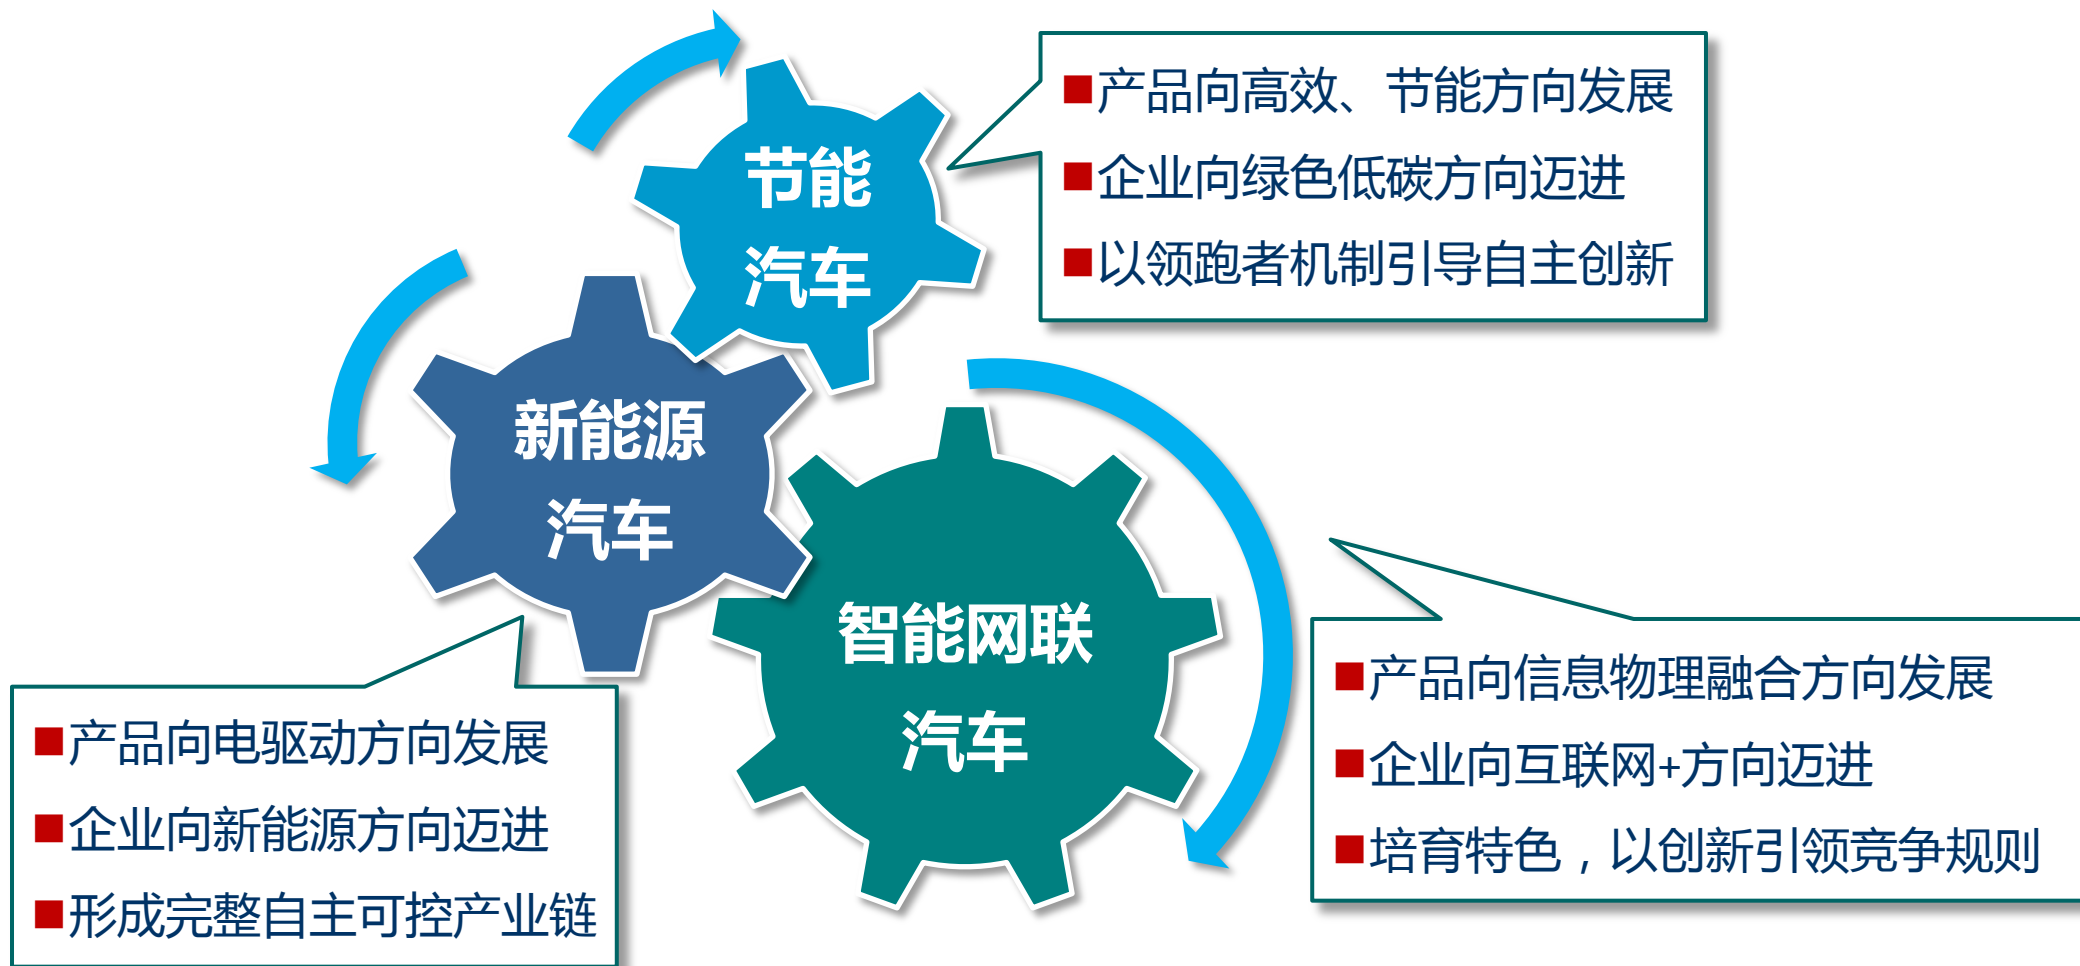 节能
汽车
■产品向高效、节能方向发展
■企业向绿色低碳方向迈进
■以领跑者机制引导自主创新
新能源
汽车
■产品向电驱动方向发展
■企业向新能源方向迈进
■形成完整自主可控产业链
智能网联
汽车
■产品向信息物理融合方向发展
■企业向互联网+方向迈进
■培育特色，以创新引领竞争规则